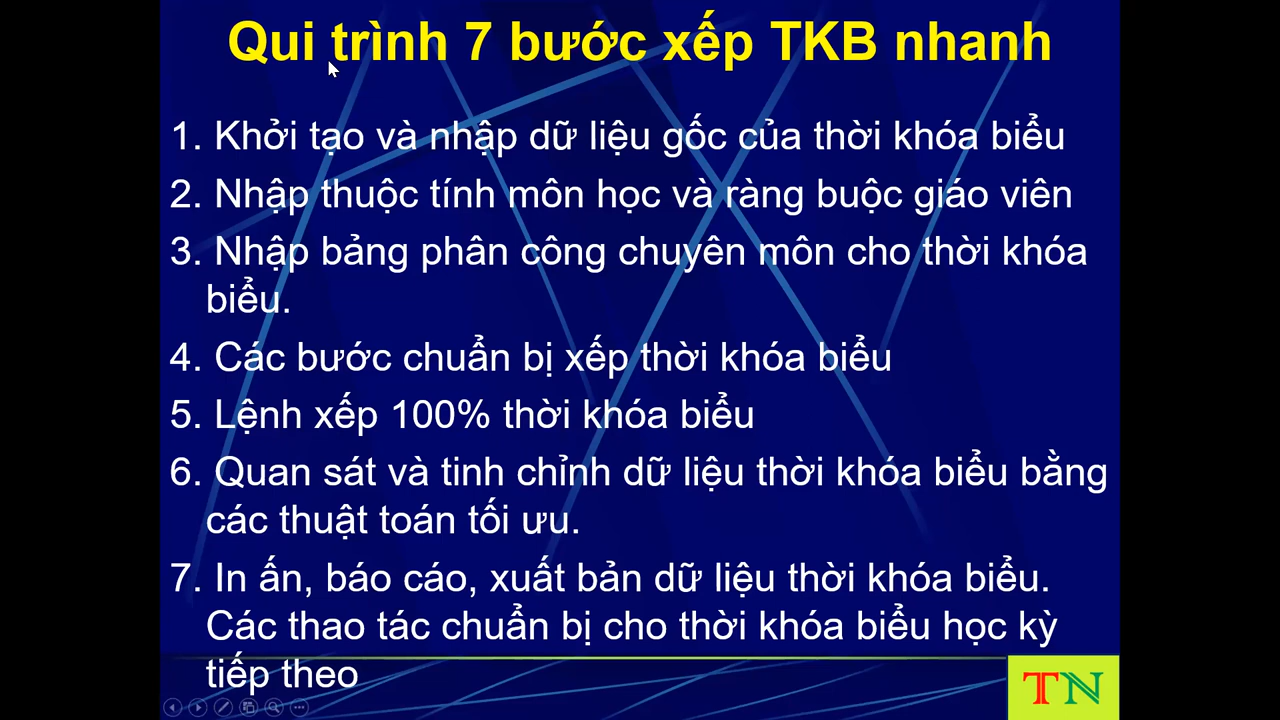 Qui trình 7 bước xếp TKB nhanh
1. Khởi tạo và nhập dữ liệu gốc của thời khóa biểu
2. Nhập thuộc tính môn học và ràng buộc giáo viên
3. Nhập bảng phân công chuyên môn cho thời khóa
biểu.
4. Các bước chuẩn bị xếp thời khóa biểu
5. Lệnh xếp 100% thời khóa biểu
6. Quan sát và tinh chỉnh dữ liệu thời khóa biểu bằng
các thuật toán tối ưu.
7. In ấn, báo cáo, xuất bản dữ liệu thời khóa biểu.
Các thao tác chuẩn bị cho thời khóa biểu học kỳ
tiếp theo
TN